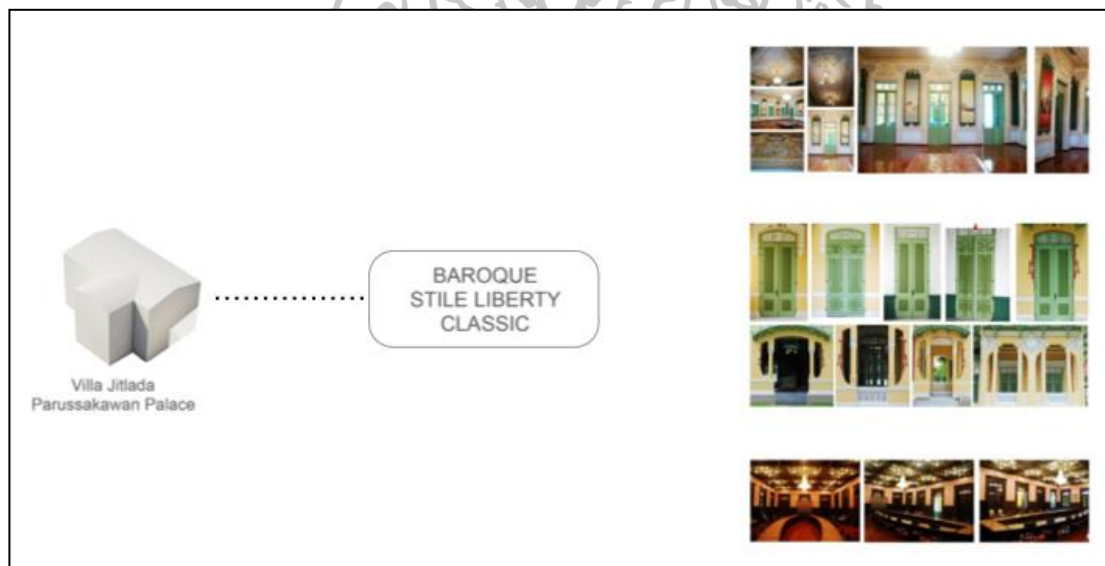 BAROQUE
STILE LIBERTY
CLASSIC
Villa Jitlada
Parussakawan Palace